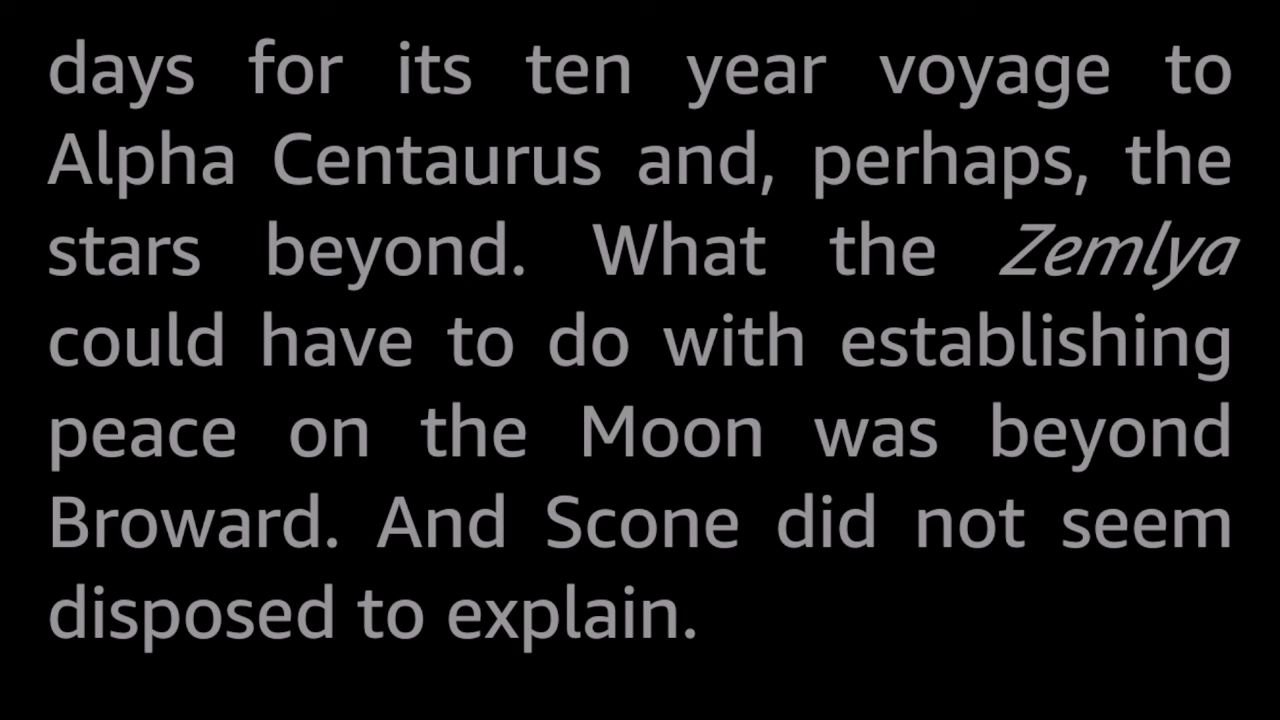 days for its ten year voyage to
Alpha Centaurus and, perhaps, the
stars beyond. What the Zemlya
could have to do with establishing
peace on the Moon was beyond
Broward. And Scone did not seem
disposed to explain.